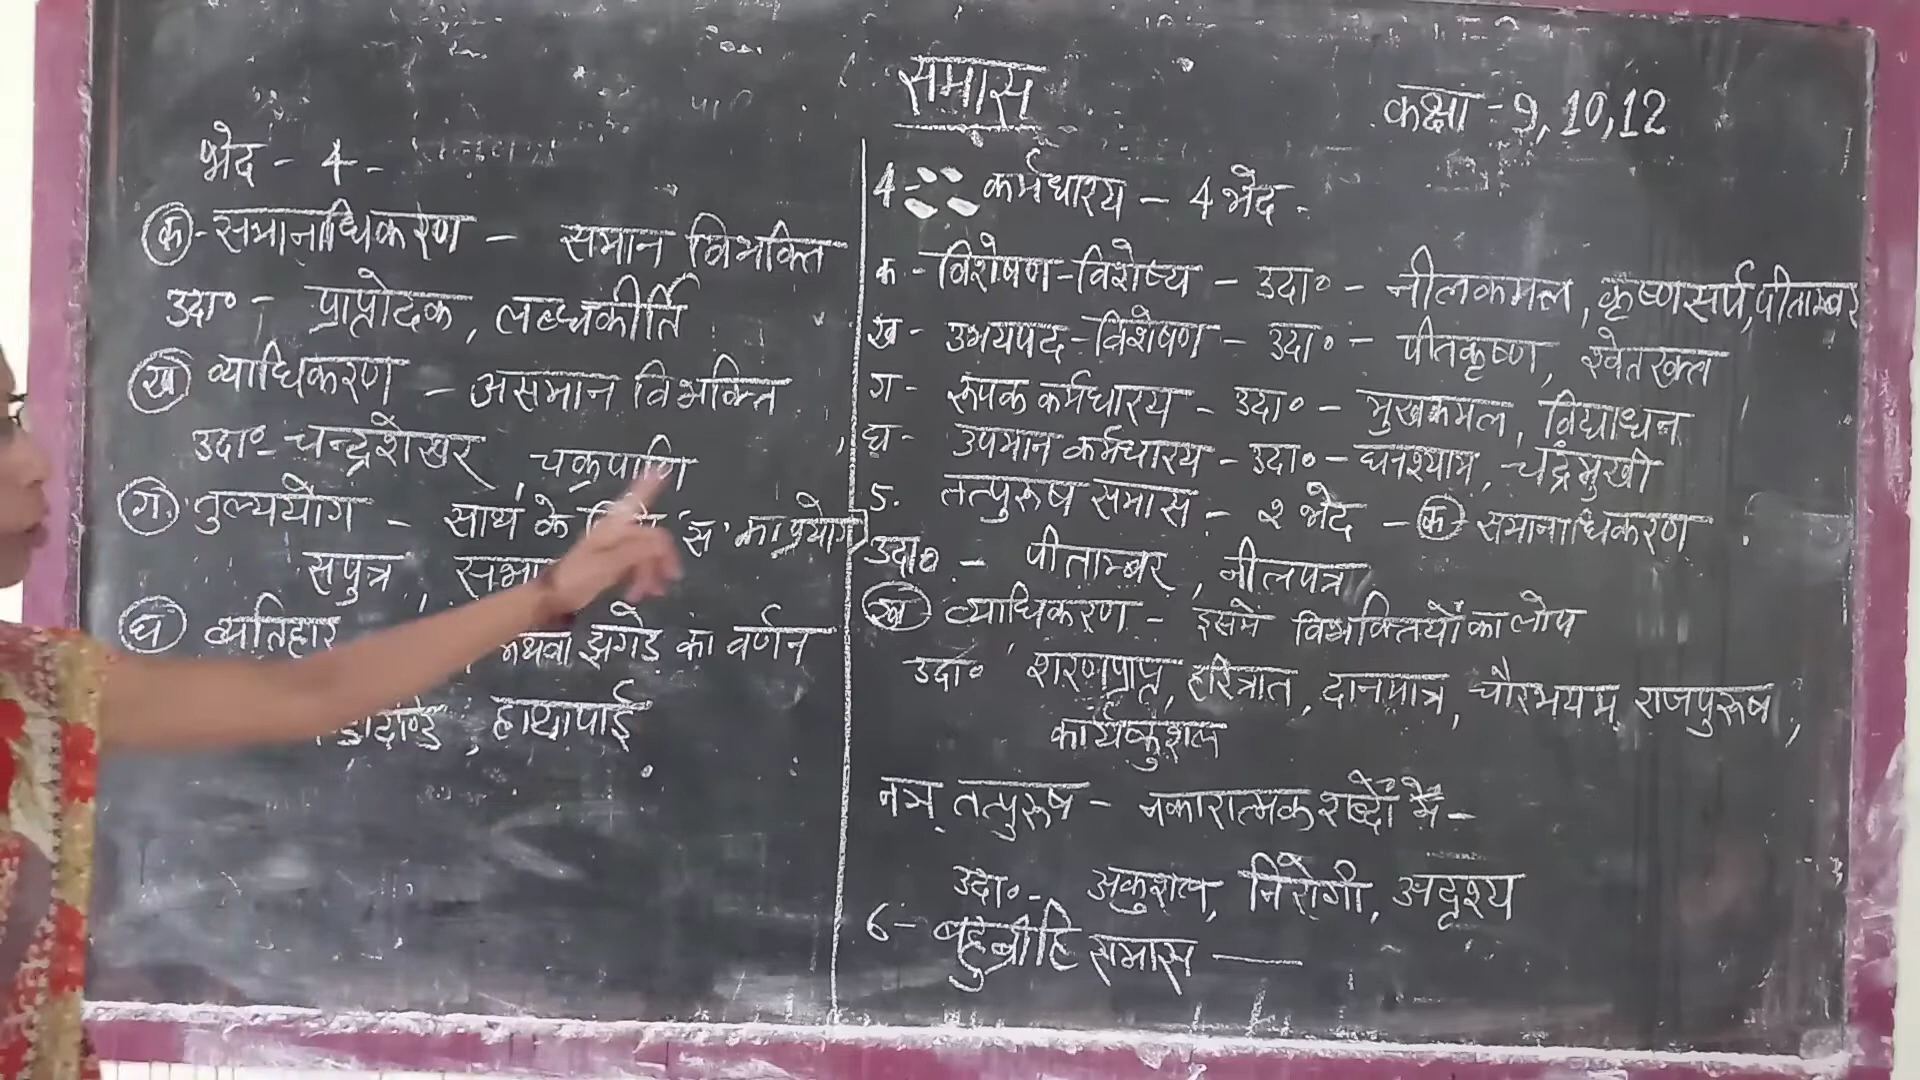 समास
कक्षा - 9, 10, 12
भेद - 4 -
क - समानाधिकरण - समान विभक्ति
उदा० - प्राप्तोदक, लब्धकीर्ति
ख व्याधिकरण - असमान विभक्ति
उदा० - चन्द्रशेखर, चक्रपाणि
ग. तुल्ययोग - साथ के 'स' का प्रयोग
सपुत्र,
घ व्यतिहार अथवा झगड़े का वर्णन
हाथापाई
4 - कर्मधारय - 4 भेद -
क - विशेषण-विशेष्य - उदा० - नीलकमल, कृष्णसर्प, पीताम्बर
ख - उभयपद-विशेषण - उदा० - पीतकृष्ण, श्वेतरक्त
ग - रूपक कर्मधारय - उदा० - मुखकमल, विद्याधन
घ - उपमान कर्मधारय - उदा० - घनश्याम, चंद्रमुखी
5. तत्पुरूष समास - २ भेद - क समानाधिकरण
उदा० - पीताम्बर, नीलपत्र
ख व्याधिकरण - इसमें विभक्तियों का लोप
उदा० शरणप्राप्त, हरित्रात, दानपात्र, चौरभयम, राजपुरूष,
कार्यकुशल
नञ् तत्पुरूष - नकारात्मक शब्दों में -
उदा०- अकुशल, निरोगी, अदृश्य
6 - बहुब्रीहि समास —